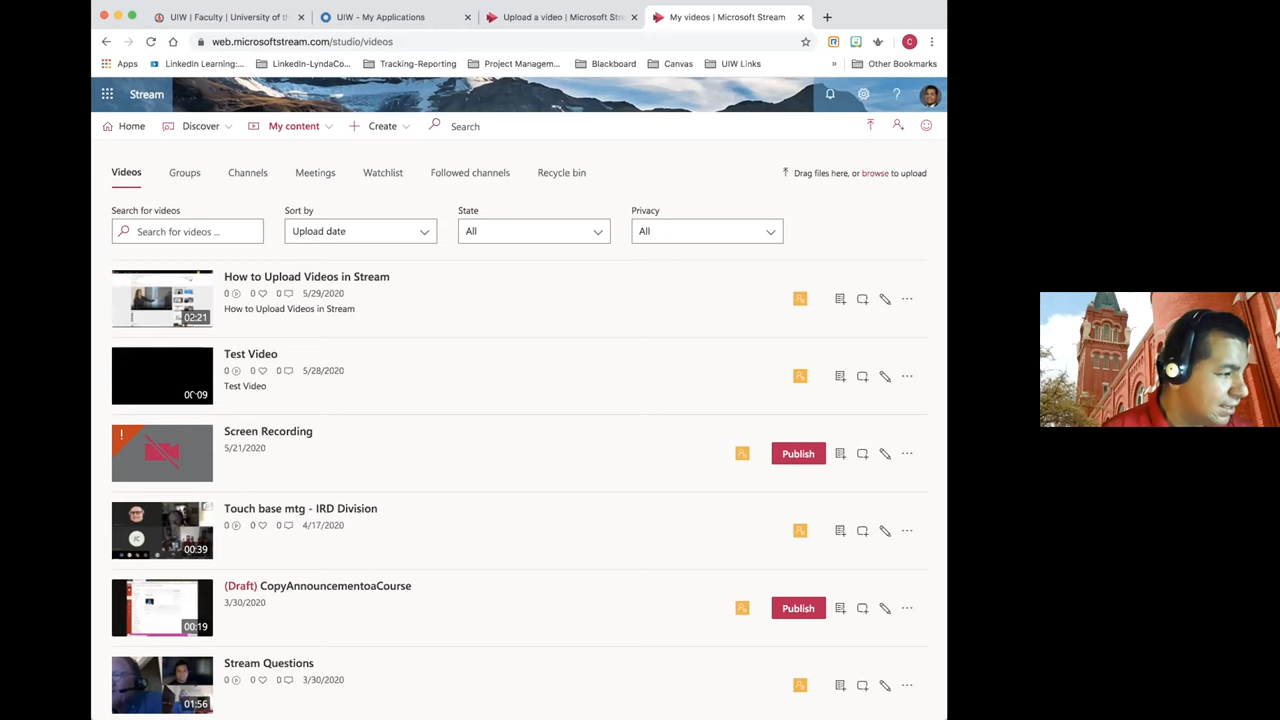 UIW | Faculty | University of th
UIW - My Applications
Upload a video | Microsoft Stre
My videos | Microsoft Stream
web.microsoftstream.com/studio/videos
Apps LinkedIn Learning:... LinkedIn-LyndaCo... Tracking-Reporting Project Managem... Blackboard Canvas UIW Links » Other Bookmarks
C
Stream
?
Home Discover My content Create Search
Videos Groups Channels Meetings Watchlist Followed channels Recycle bin
Drag files here, or browse to upload
Search for videos Sort by State Privacy
Search for videos ... Upload date All All
How to Upload Videos in Stream
0 0 0 5/29/2020
How to Upload Videos in Stream
02:21
Test Video
0 0 0 5/28/2020
Test Video
00:09
!
Screen Recording
5/21/2020
Publish
Touch base mtg - IRD Division
0 0 0 4/17/2020
JC
00:39
(Draft) CopyAnnouncementoaCourse
3/30/2020
Publish
00:19
Stream Questions
0 0 0 3/30/2020
01:56